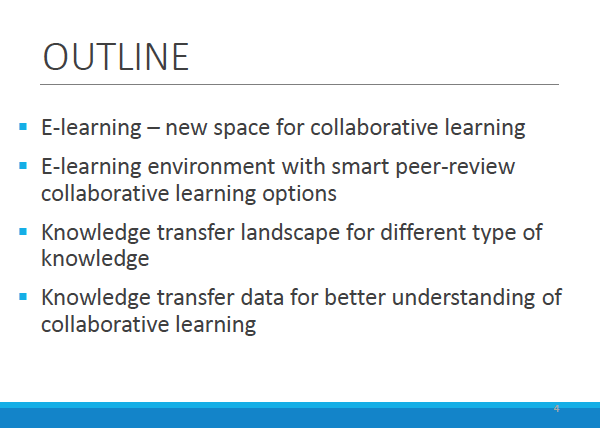 OUTLINE
E-learning – new space for collaborative learning
E-learning environment with smart peer-review
collaborative learning options
Knowledge transfer landscape for different type of
knowledge
Knowledge transfer data for better understanding of
collaborative learning
4